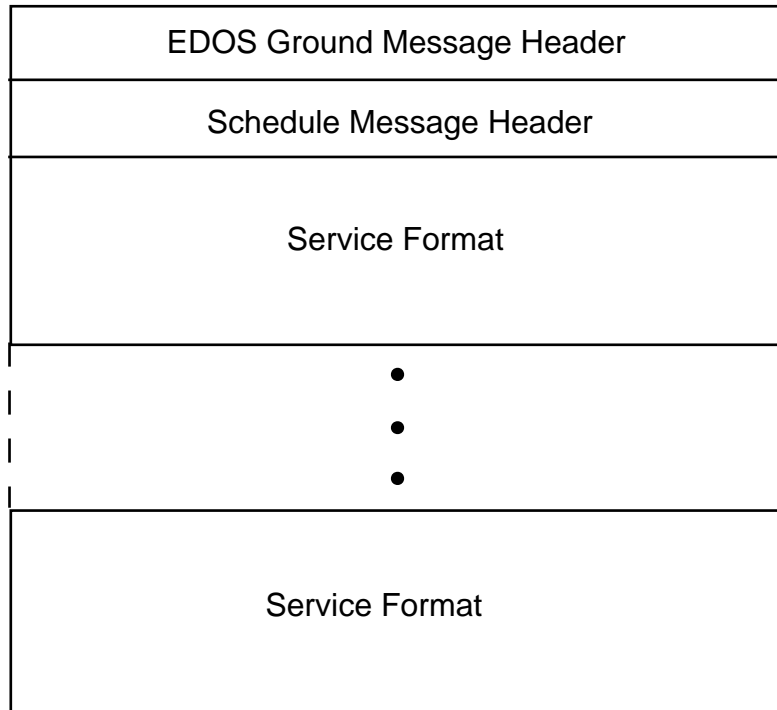 EDOS Ground Message Header
Schedule Message Header
Service Format
Service Format